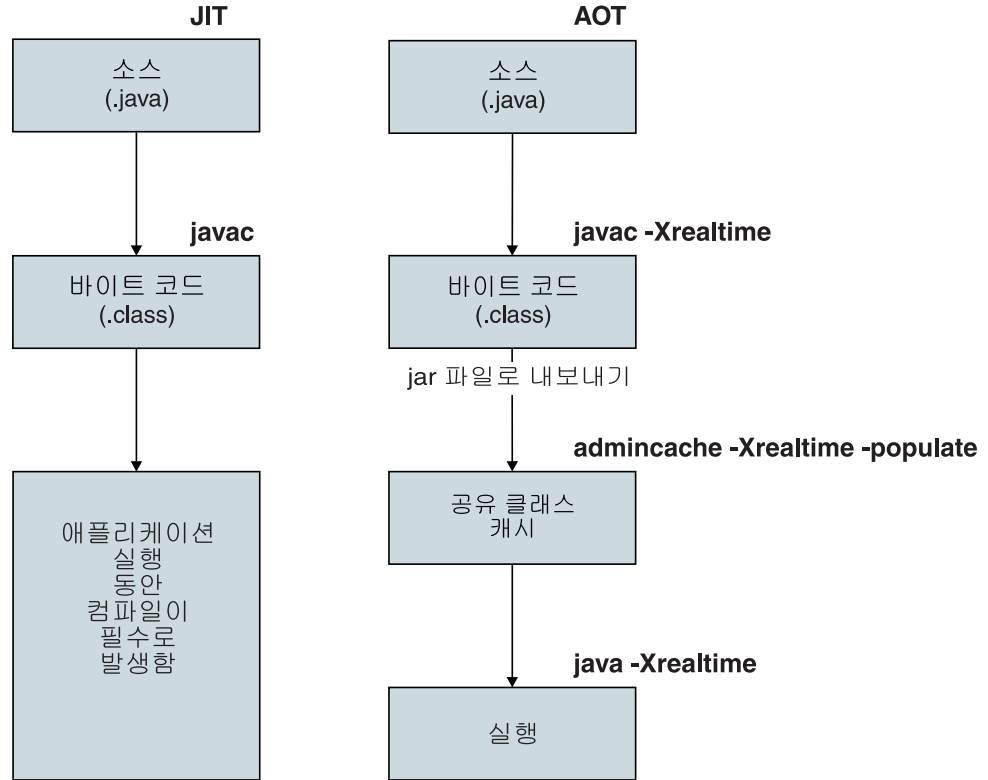 JIT
소스
(.java)
javac
바이트 코드
(.class)
애플리케이션
실행
동안
컴파일이
필수로
발생함
AOT
소스
(.java)
javac -Xrealtime
바이트 코드
(.class)
jar 파일로 내보내기
admincache -Xrealtime -populate
공유 클래스
캐시
java -Xrealtime
실행